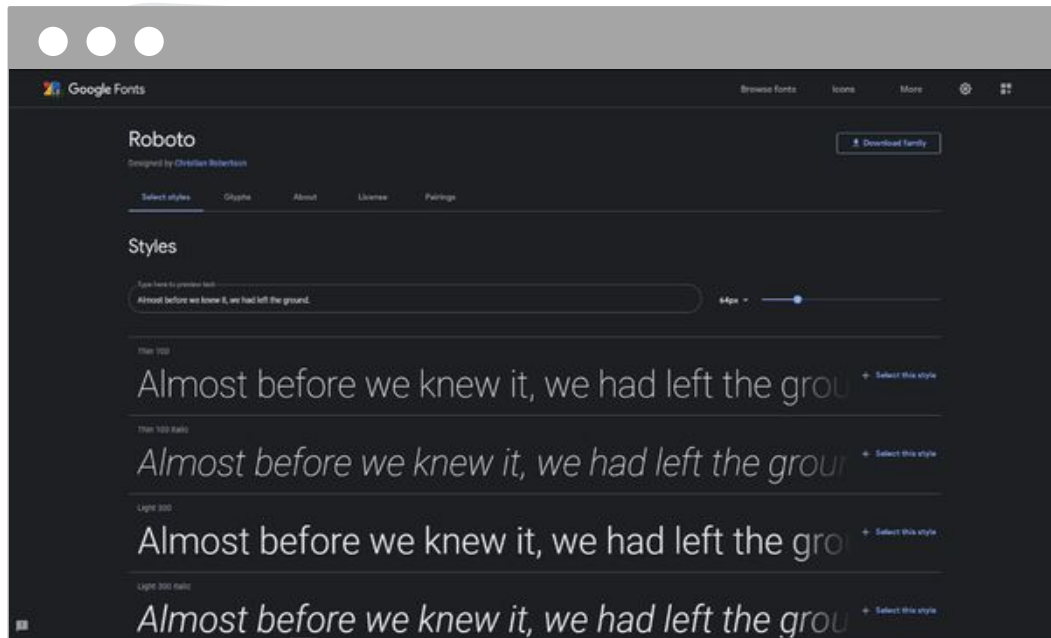 Google Fonts
Browse fonts Icons More
Roboto
Download family
Designed by Christian Robertson
Select styles Glyphs About License Pairings
Styles
Type here to preview text
Almost before we knew it, we had left the ground.
64px
Thin 100
Almost before we knew it, we had left the grou
Select this style
Thin 100 italic
Almost before we knew it, we had left the groun
Select this style
Light 300
Almost before we knew it, we had left the gro
Select this style
Light 300 italic
Almost before we knew it, we had left the grou
Select this style